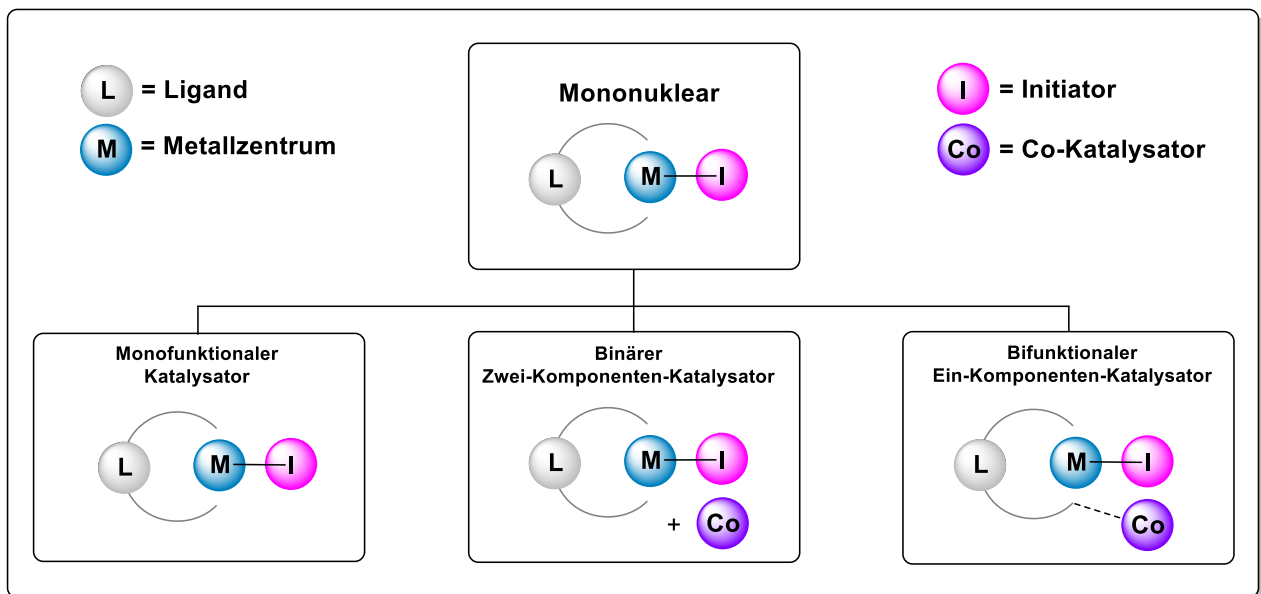 L = Ligand
M = Metallzentrum
Mononuklear
L M I
I = Initiator
Co = Co-Katalysator
Monofunktionaler
Katalysator
L M I
Binärer
Zwei-Komponenten-Katalysator
L M I
+ Co
Bifunktionaler
Ein-Komponenten-Katalysator
L M I
Co